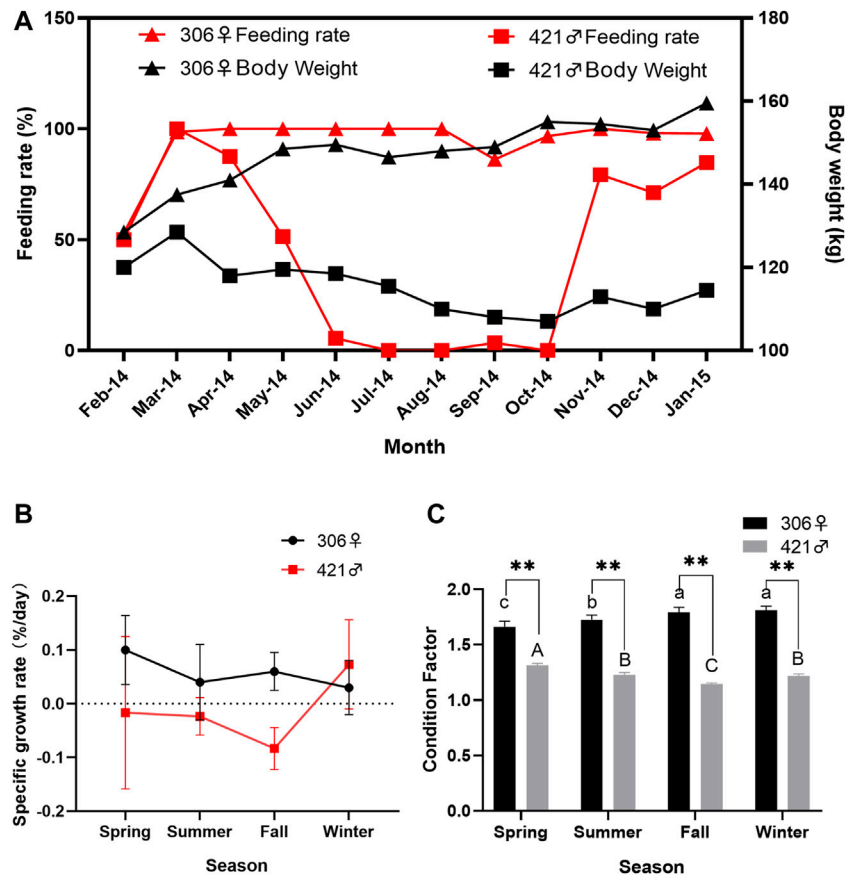 A
306♀Feeding rate
421♂Feeding rate
306♀Body Weight
421♂Body Weight
Feeding rate (%)
150
100
50
0
180
160
140
120
100
Body weight (kg)
Feb-14
Mar-14
Apr-14
May-14
Jun-14
Jul-14
Aug-14
Sep-14
Oct-14
Nov-14
Dec-14
Jan-15
Month
B
306♀
421♂
Specific growth rate (%/day)
0.2
0.1
0.0
-0.1
-0.2
Spring
Summer
Fall
Winter
Season
C
306♀
421♂
Condition Factor
2.0
1.5
1.0
0.5
0.0
**
**
**
**
c
A
b
B
a
C
a
B
Spring
Summer
Fall
Winter
Season